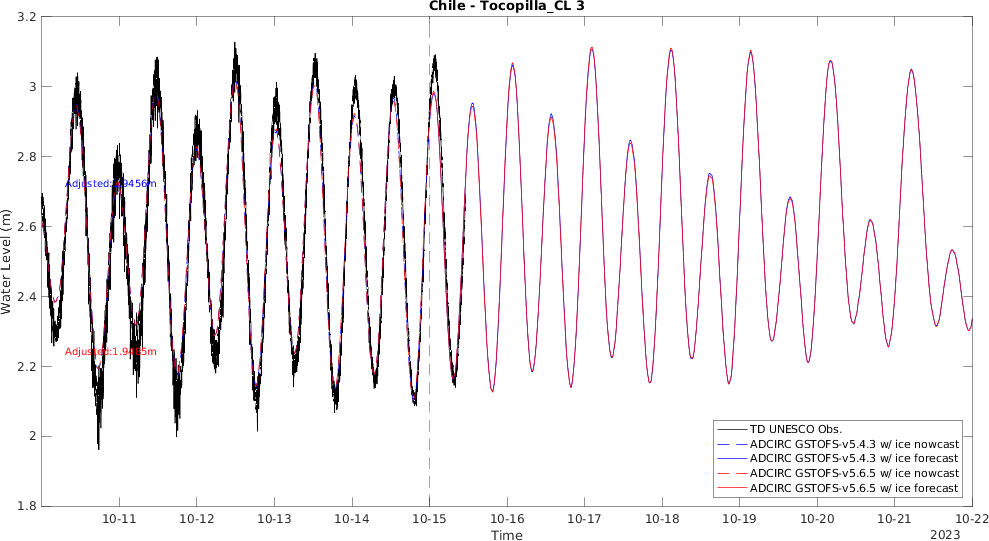 Chile - Tocopilla_CL 3
3.2
3
2.8
2.6
2.4
2.2
2
1.8
Water Level (m)
10-11
10-12
10-13
10-14
10-15
10-16
10-17
10-18
10-19
10-20
10-21
10-22
Time
2023
TD UNESCO Obs.
ADCIRC GSTOFS-v5.4.3 w/ ice nowcast
ADCIRC GSTOFS-v5.4.3 w/ ice forecast
ADCIRC GSTOFS-v5.6.5 w/ ice nowcast
ADCIRC GSTOFS-v5.6.5 w/ ice forecast